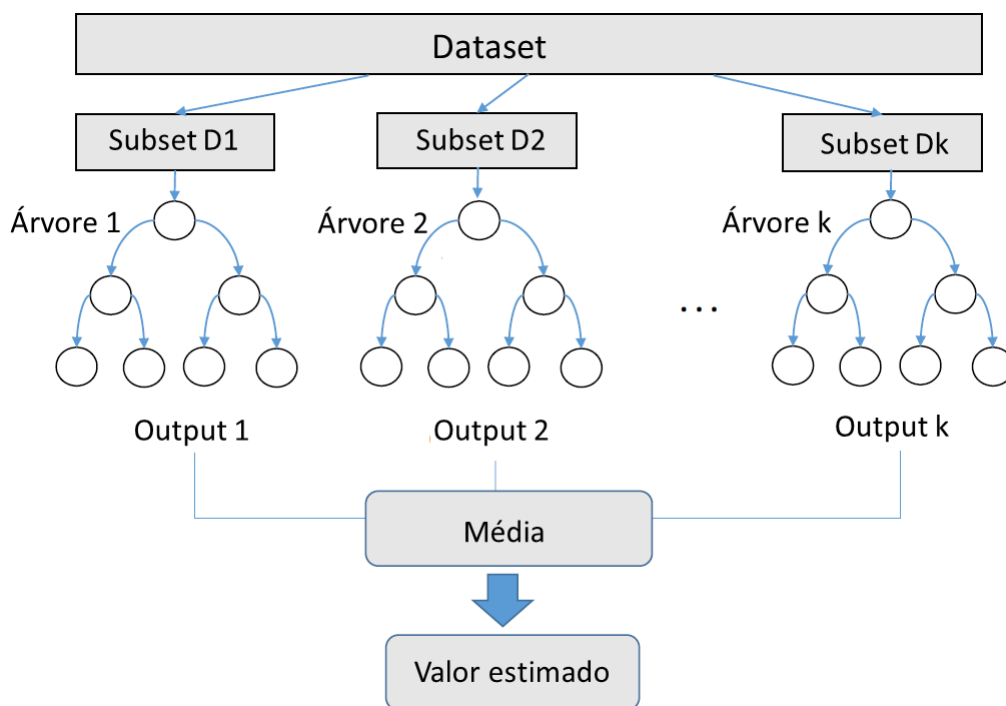 Dataset
Subset D1
Subset D2
Subset Dk
Árvore 1
Árvore 2
Árvore k
...
Output 1
Output 2
Output k
Média
Valor estimado